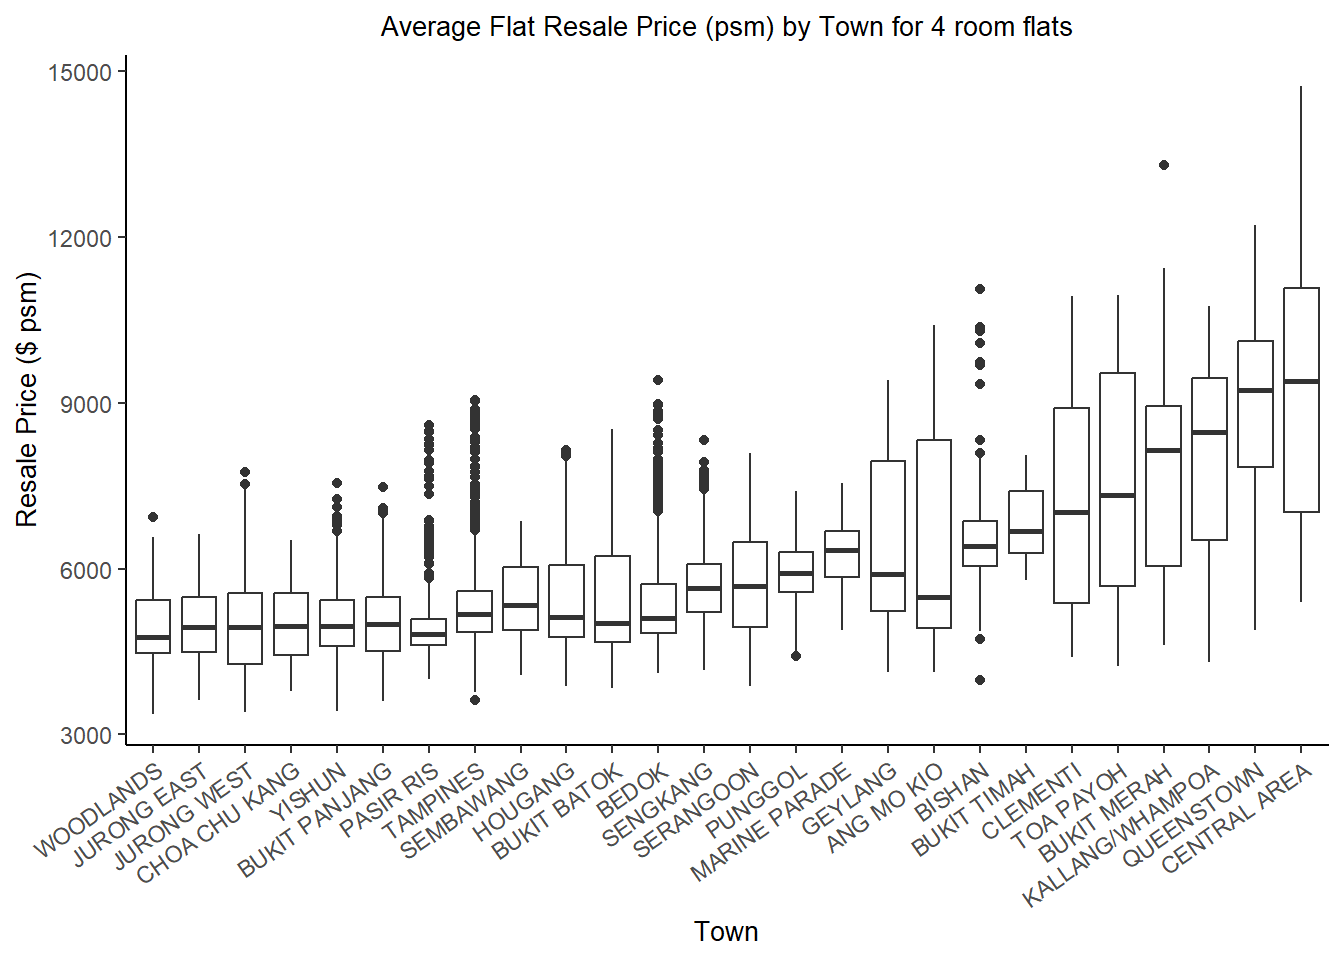 Average Flat Resale Price (psm) by Town for 4 room flats
Resale Price ($ psm)
15000
12000
9000
6000
3000
WOODLANDS
JURONG EAST
JURONG WEST
CHOA CHU KANG
YISHUN
BUKIT PANJANG
PASIR RIS
TAMPINES
SEMBAWANG
HOUGANG
BUKIT BATOK
BEDOK
SENGKANG
SERANGOON
PUNGGOL
MARINE PARADE
GEYLANG
ANG MO KIO
BISHAN
BUKIT TIMAH
CLEMENTI
TOA PAYOH
BUKIT MERAH
KALLANG/WHAMPOA
QUEENSTOWN
CENTRAL AREA
Town